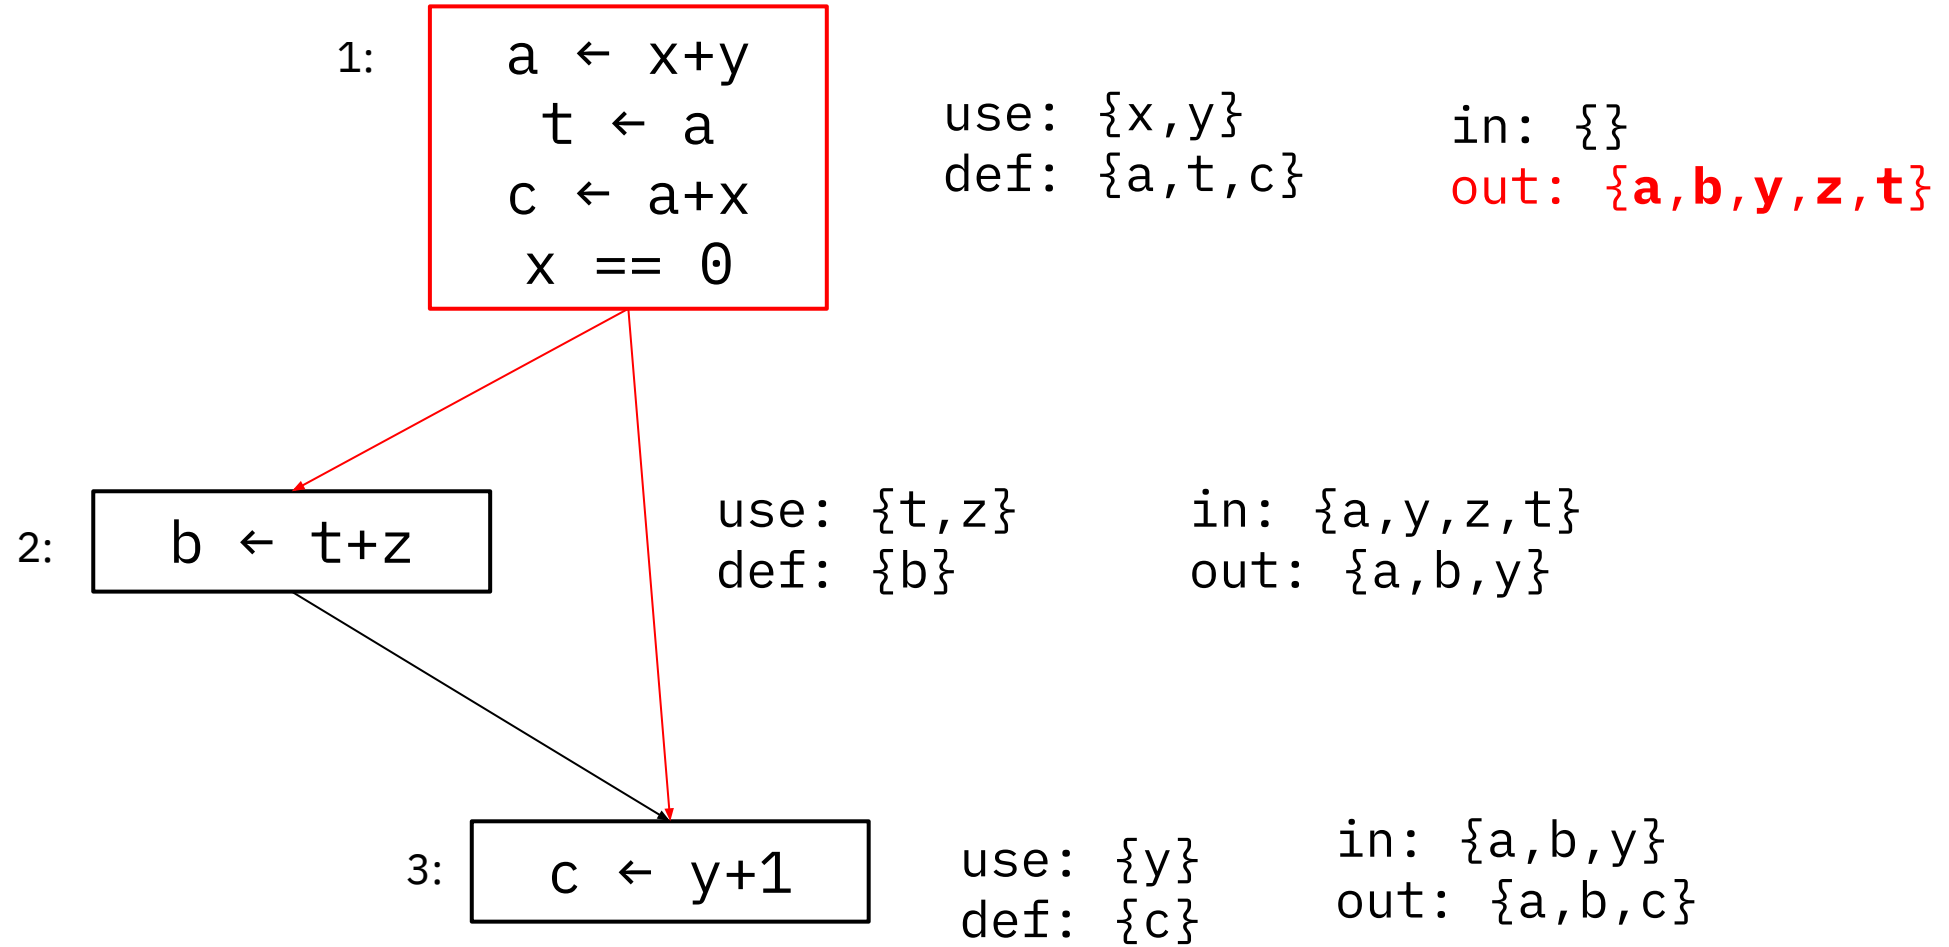 1:
a ← x+y
t ← a
c ← a+x
x == 0
use: {x,y}
def: {a,t,c}
in: {}
out: {a,b,y,z,t}
2:
b ← t+z
use: {t,z}
def: {b}
in: {a,y,z,t}
out: {a,b,y}
3:
c ← y+1
use: {y}
def: {c}
in: {a,b,y}
out: {a,b,c}